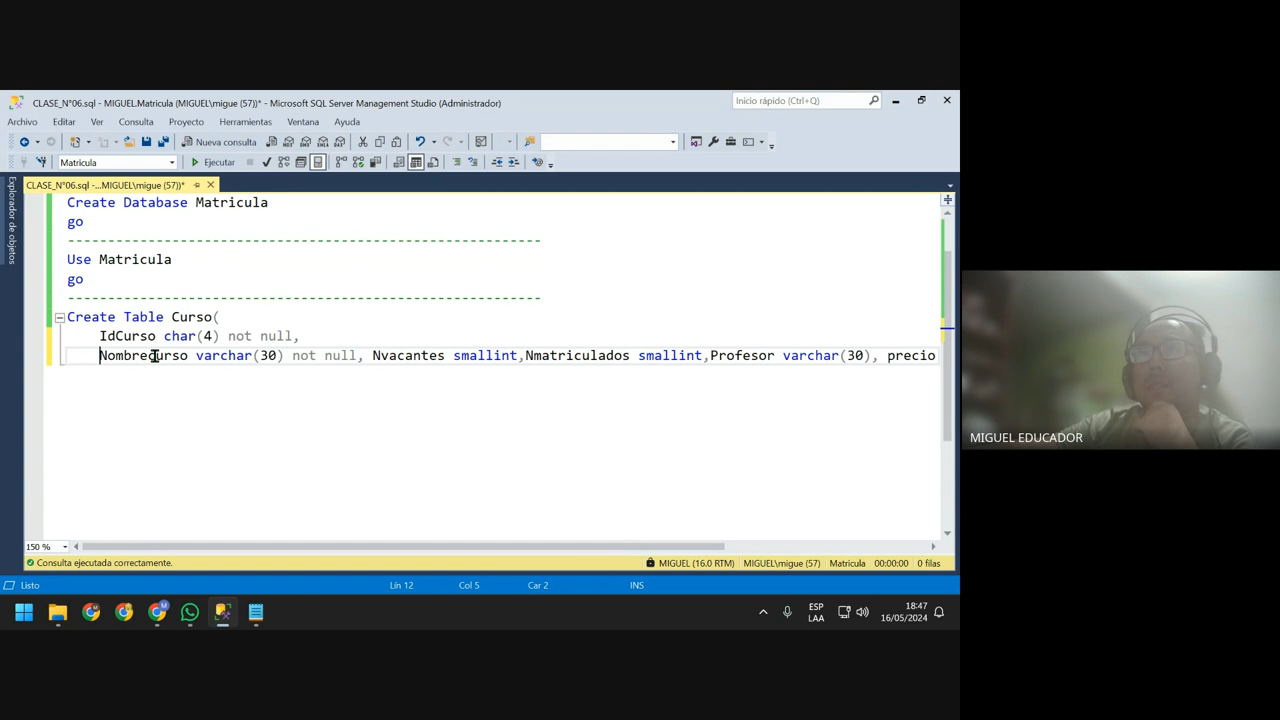 CLASE_N°06.sql - MIGUEL.Matricula (MIGUEL\migue (57))* - Microsoft SQL Server Management Studio (Administrador)
Inicio rápido (Ctrl+Q)
Archivo Editar Ver Consulta Proyecto Herramientas Ventana Ayuda
Nueva consulta
Matricula Ejecutar
CLASE_N°06.sql -...MIGUEL\migue (57))*
Explorador de objetos
Create Database Matricula
go
--------------------------------------------------------
Use Matricula
go
--------------------------------------------------------
Create Table Curso(
IdCurso char(4) not null,
Nombrecurso varchar(30) not null, Nvacantes smallint,Nmatriculados smallint,Profesor varchar(30), precio
150 %
Consulta ejecutada correctamente. MIGUEL (16.0 RTM) MIGUEL\migue (57) Matricula 00:00:00 0 filas
Listo Lín 12 Col 5 Car 2 INS
ESP
LAA
18:47
16/05/2024
MIGUEL EDUCADOR